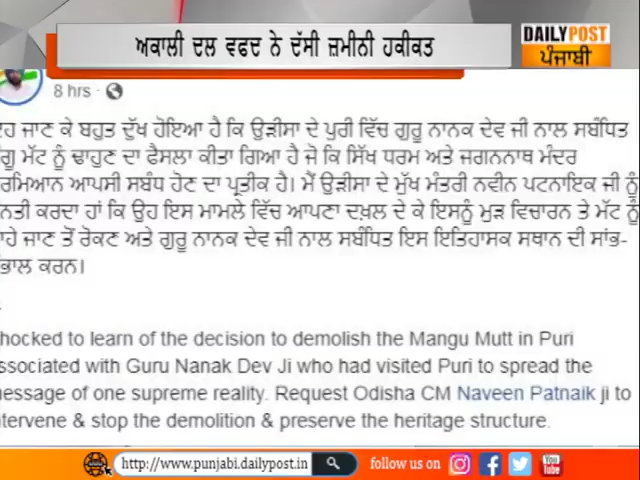 ਅਕਾਲੀ ਦਲ ਵਫਦ ਨੇ ਦੱਸੀ ਜ਼ਮੀਨੀ ਹਕੀਕਤ
DAILYPOST
ਪੰਜਾਬੀ
8 hrs ·
ਜਾਣ ਕੇ ਬਹੁਤ ਦੁੱਖ ਹੋਇਆ ਹੈ ਕਿ ਉੜੀਸਾ ਦੇ ਪੁਰੀ ਵਿੱਚ ਗੁਰੂ ਨਾਨਕ ਦੇਵ ਜੀ ਨਾਲ ਸਬੰਧਿਤ
ਗੂ ਮੱਟ ਨੂੰ ਢਾਹੁਣ ਦਾ ਫੈਸਲਾ ਕੀਤਾ ਗਿਆ ਹੈ ਜੋ ਕਿ ਸਿੱਖ ਧਰਮ ਅਤੇ ਜਗਨਨਾਥ ਮੰਦਰ
ਰਮਿਆਨ ਆਪਸੀ ਸਬੰਧ ਹੋਣ ਦਾ ਪ੍ਰਤੀਕ ਹੈ। ਮੈਂ ਉੜੀਸਾ ਦੇ ਮੁੱਖ ਮੰਤਰੀ ਨਵੀਨ ਪਟਨਾਇਕ ਜੀ ਨੂੰ
ਨਤੀ ਕਰਦਾ ਹਾਂ ਕਿ ਉਹ ਇਸ ਮਾਮਲੇ ਵਿੱਚ ਆਪਣਾ ਦਖ਼ਲ ਦੇ ਕੇ ਇਸਨੂੰ ਮੁੜ ਵਿਚਾਰਨ ਤੇ ਮੱਟ ਨੂੰ
ਾਹੇ ਜਾਣ ਤੋਂ ਰੋਕਣ ਅਤੇ ਗੁਰੂ ਨਾਨਕ ਦੇਵ ਜੀ ਨਾਲ ਸਬੰਧਿਤ ਇਸ ਇਤਿਹਾਸਕ ਸਥਾਨ ਦੀ ਸਾਂਭ-
ਭਾਲ ਕਰਨ।
hocked to learn of the decision to demolish the Mangu Mutt in Puri
ssociated with Guru Nanak Dev Ji who had visited Puri to spread the
essage of one supreme reality. Request Odisha CM Naveen Patnaik ji to
ntervene & stop the demolition & preserve the heritage structure.
http://www.punjabi.dailypost.in
follow us on
You Tube